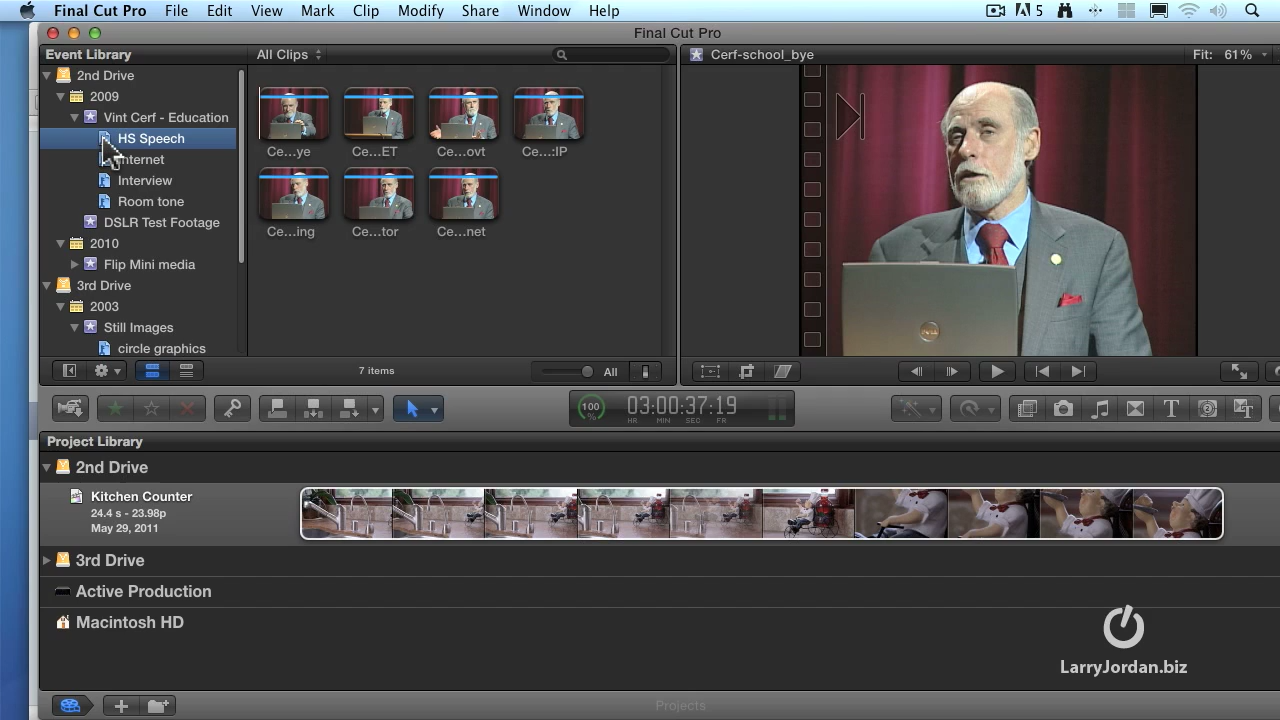 Final Cut Pro File Edit View Mark Clip Modify Share Window Help 5
Final Cut Pro
Event Library
All Clips
Cerf-school_bye
Fit: 61%
2nd Drive
2009
Vint Cerf - Education
HS Speech
Internet
Interview
Room tone
DSLR Test Footage
2010
Flip Mini media
3rd Drive
2003
Still Images
circle graphics
Ce...ye
Ce...ET
Ce...ovt
Ce...:IP
Ce...ing
Ce...tor
Ce...net
DELL
7 items
All
100
%
03:00:37:19
HR MIN SEC FR
Project Library
2nd Drive
Kitchen Counter
24.4 s - 23.98p
May 29, 2011
3rd Drive
Active Production
Macintosh HD
LarryJordan.biz
Projects